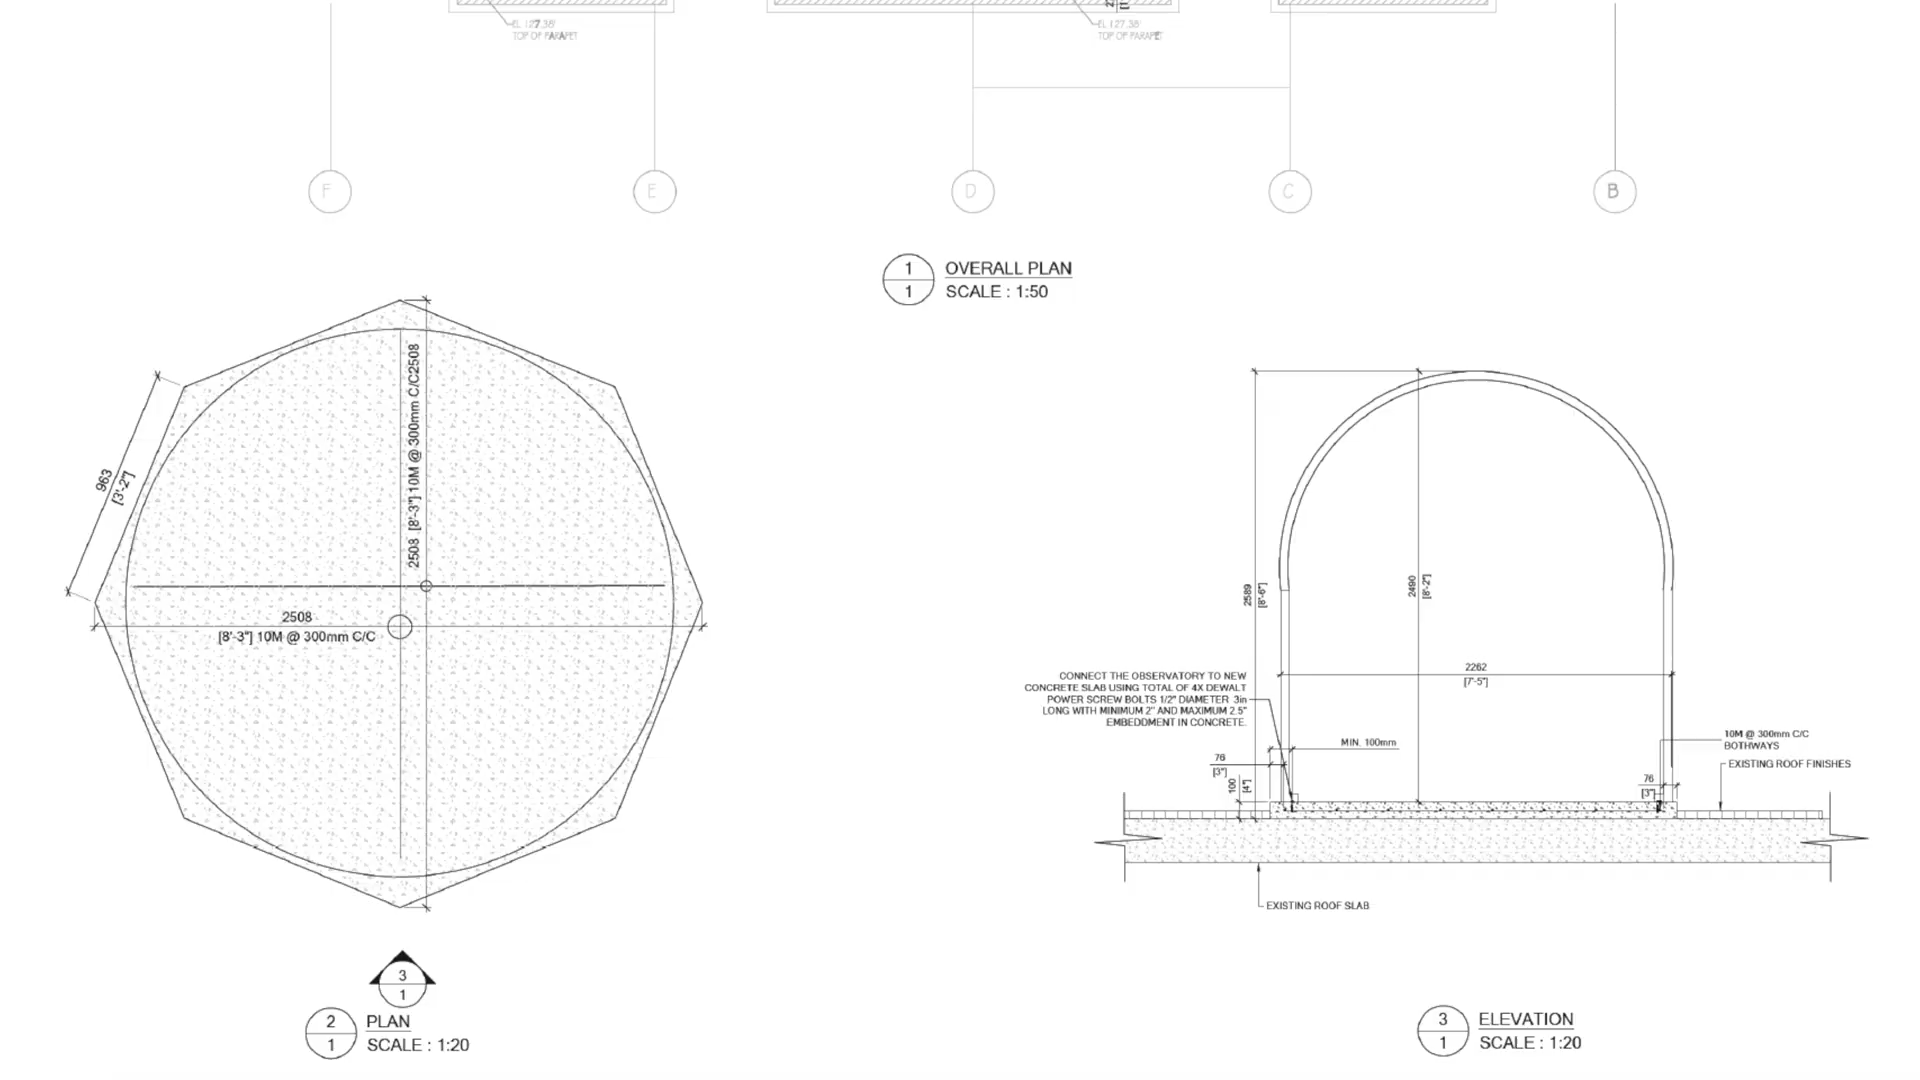 EL 127.38'
TOP OF PARAPET
EL 127.38'
TOP OF PARAPET
F
E
D
C
B
1
1
OVERALL PLAN
SCALE : 1:50
963
[3'-2"]
2508 [8'-3"] 10M @ 300mm C/C2508
2508
[8'-3"] 10M @ 300mm C/C
3
1
2
1
PLAN
SCALE : 1:20
2589
[8'-6"]
2490
[8'-2"]
2262
[7'-5"]
CONNECT THE OBSERVATORY TO NEW
CONCRETE SLAB USING TOTAL OF 4X DEWALT
POWER SCREW BOLTS 1/2" DIAMETER 3in
LONG WITH MINIMUM 2" AND MAXIMUM 2.5"
EMBEDDMENT IN CONCRETE.
MIN. 100mm
76
[3"]
100
[4"]
10M @ 300mm C/C
BOTHWAYS
EXISTING ROOF FINISHES
76
[3"]
EXISTING ROOF SLAB
3
1
ELEVATION
SCALE : 1:20